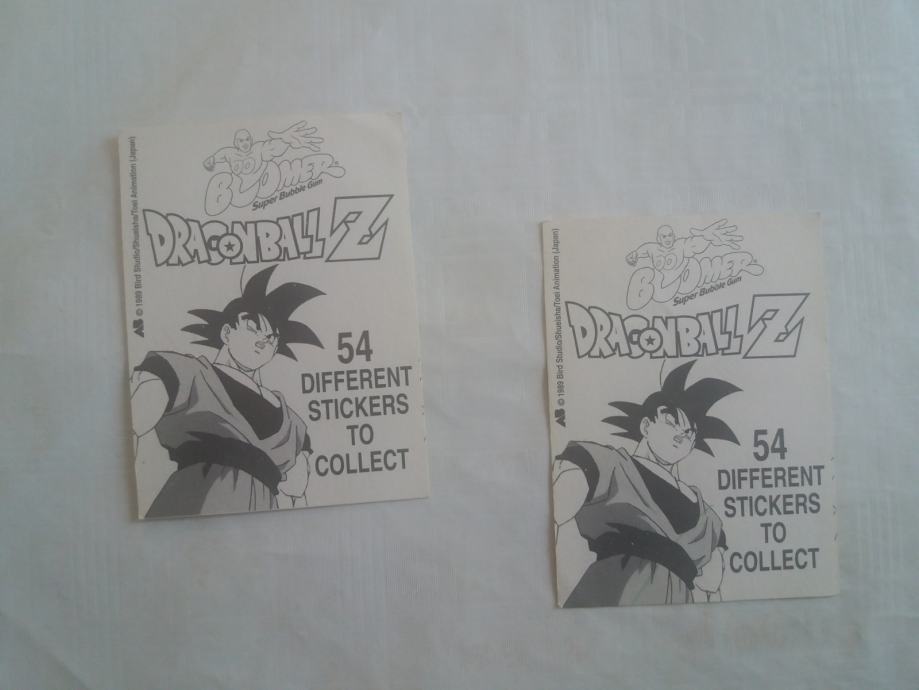 BOOMER®
Super Bubble Gum
DRAGONBALL Z
54
DIFFERENT
STICKERS
TO
COLLECT
AB © 1989 Bird Studio/Shueisha/Toei Animation (Japan)
BOOMER®
Super Bubble Gum
DRAGONBALL Z
54
DIFFERENT
STICKERS
TO
COLLECT
AB © 1989 Bird Studio/Shueisha/Toei Animation (Japan)